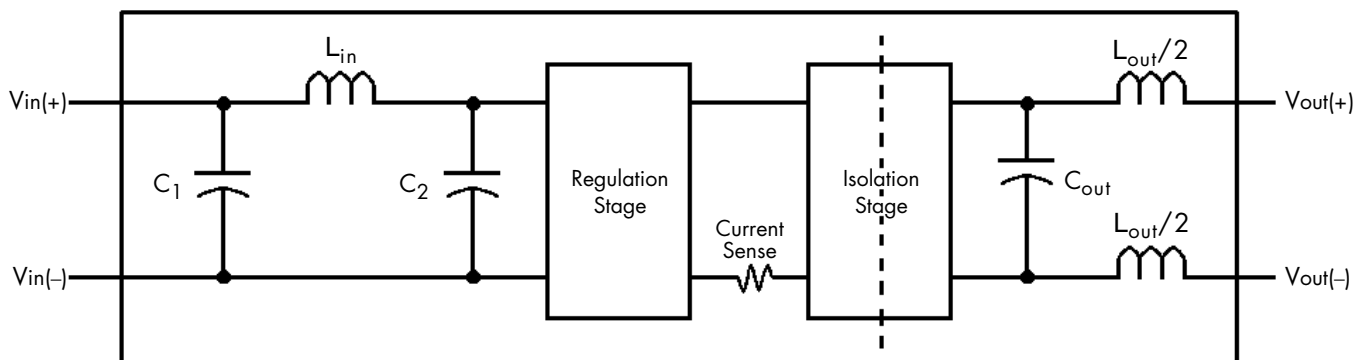 Lin
Lout/2
Vin(+)
Vout(+)
C1
C2
Regulation
Stage
Isolation
Stage
Cout
Current
Sense
Lout/2
Vin(–)
Vout(–)